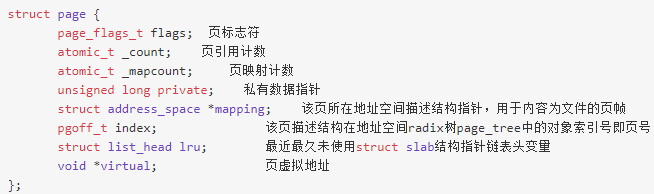 struct page {
page_flags_t flags; 页标志符
atomic_t _count; 页引用计数
atomic_t _mapcount; 页映射计数
unsigned long private; 私有数据指针
struct address_space *mapping; 该页所在地址空间描述结构指针，用于内容为文件的页帧
pgoff_t index; 该页描述结构在地址空间radix树page_tree中的对象索引号即页号
struct list_head lru; 最近最久未使用struct slab结构指针链表头变量
void *virtual; 页虚拟地址
};